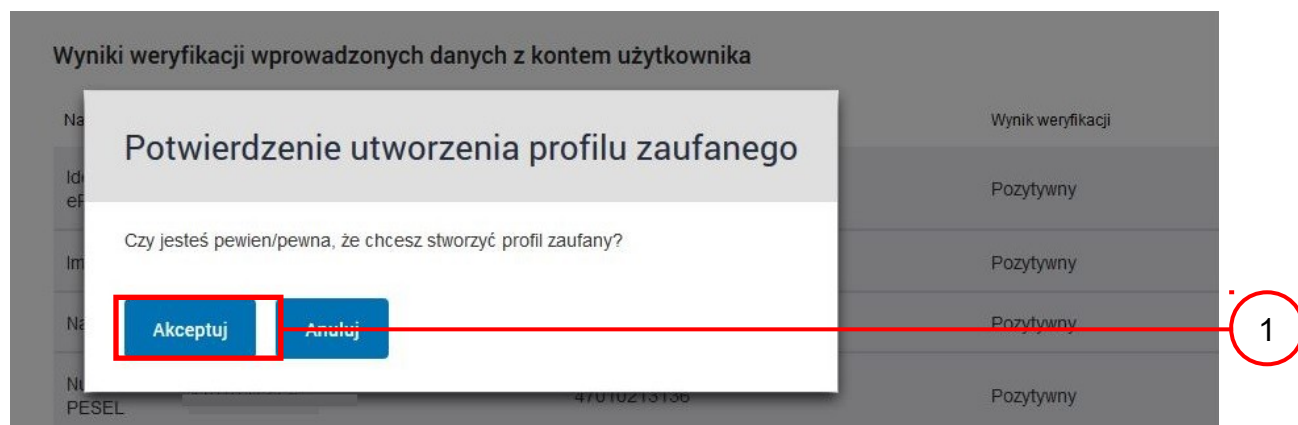 Wyniki weryfikacji wprowadzonych danych z kontem użytkownika
Wynik weryfikacji
Potwierdzenie utworzenia profilu zaufanego
Pozytywny
Czy jesteś pewien/pewna, że chcesz stworzyć profil zaufany?
Pozytywny
Akceptuj Anuluj
Pozytywny
1
PESEL
47010213136
Pozytywny